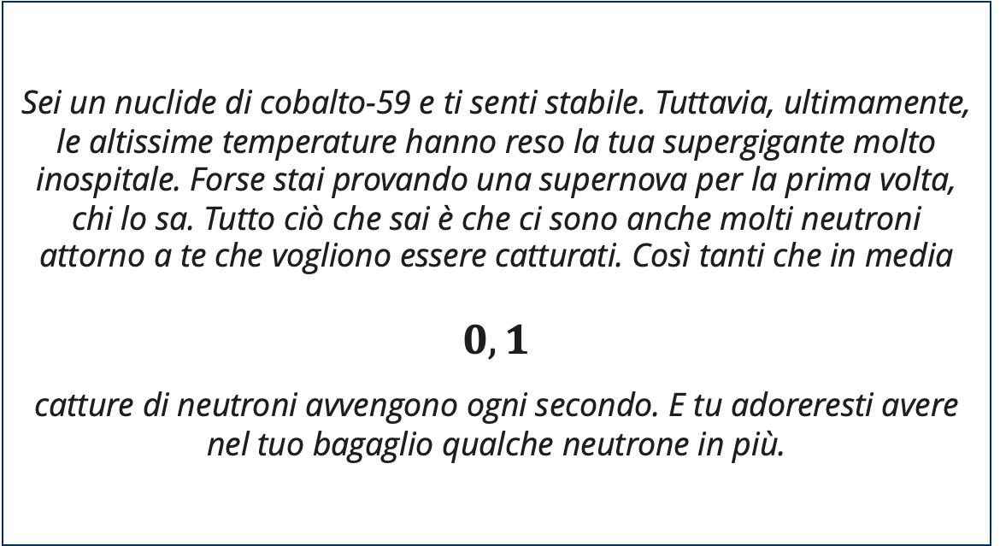 Sei un nuclide di cobalto-59 e ti senti stabile. Tuttavia, ultimamente,
le altissime temperature hanno reso la tua supergigante molto
inospitale. Forse stai provando una supernova per la prima volta,
chi lo sa. Tutto ciò che sai è che ci sono anche molti neutroni
attorno a te che vogliono essere catturati. Così tanti che in media
0, 1
catture di neutroni avvengono ogni secondo. E tu adoreresti avere
nel tuo bagaglio qualche neutrone in più.